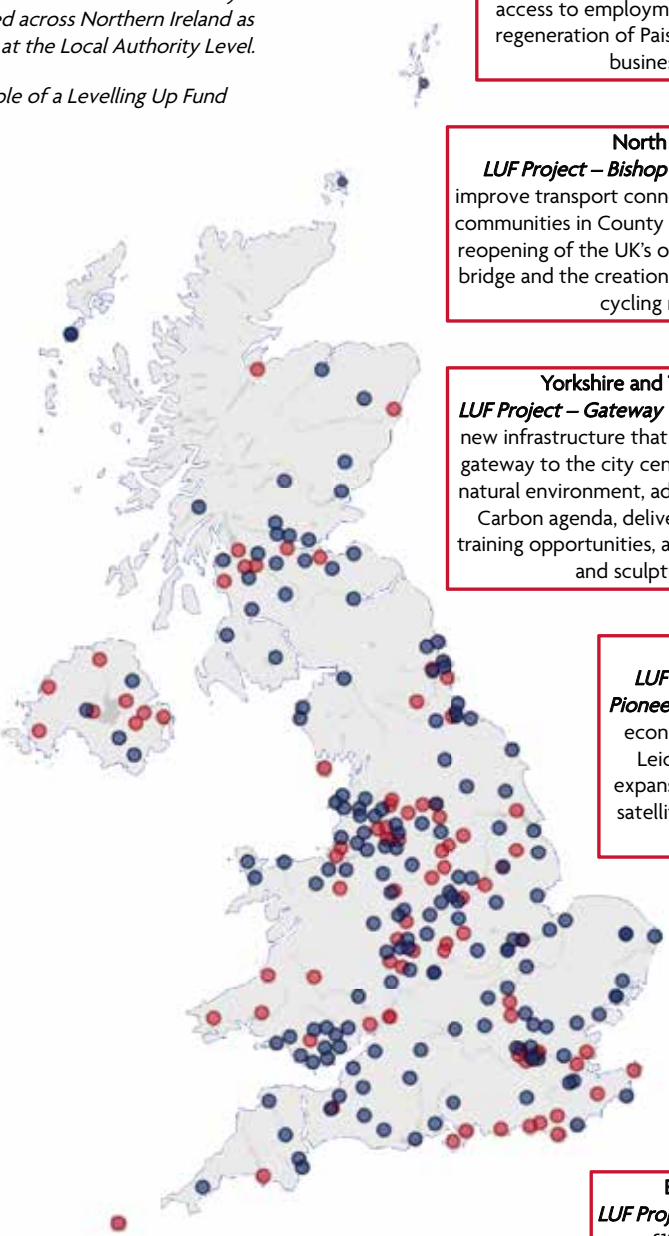 ed across Northern Ireland as
at the Local Authority Level.
ple of a Levelling Up Fund
access to employm
regeneration of Pais
busines
North
LUF Project – Bishop
improve transport conn
communities in County
reopening of the UK's o
bridge and the creation
cycling
Yorkshire and
LUF Project – Gateway
new infrastructure that
gateway to the city cen
natural environment, ad
Carbon agenda, delive
training opportunities, a
and sculpt
LUF
Pionee
econ
Leic
expans
satelli
LUF Proj